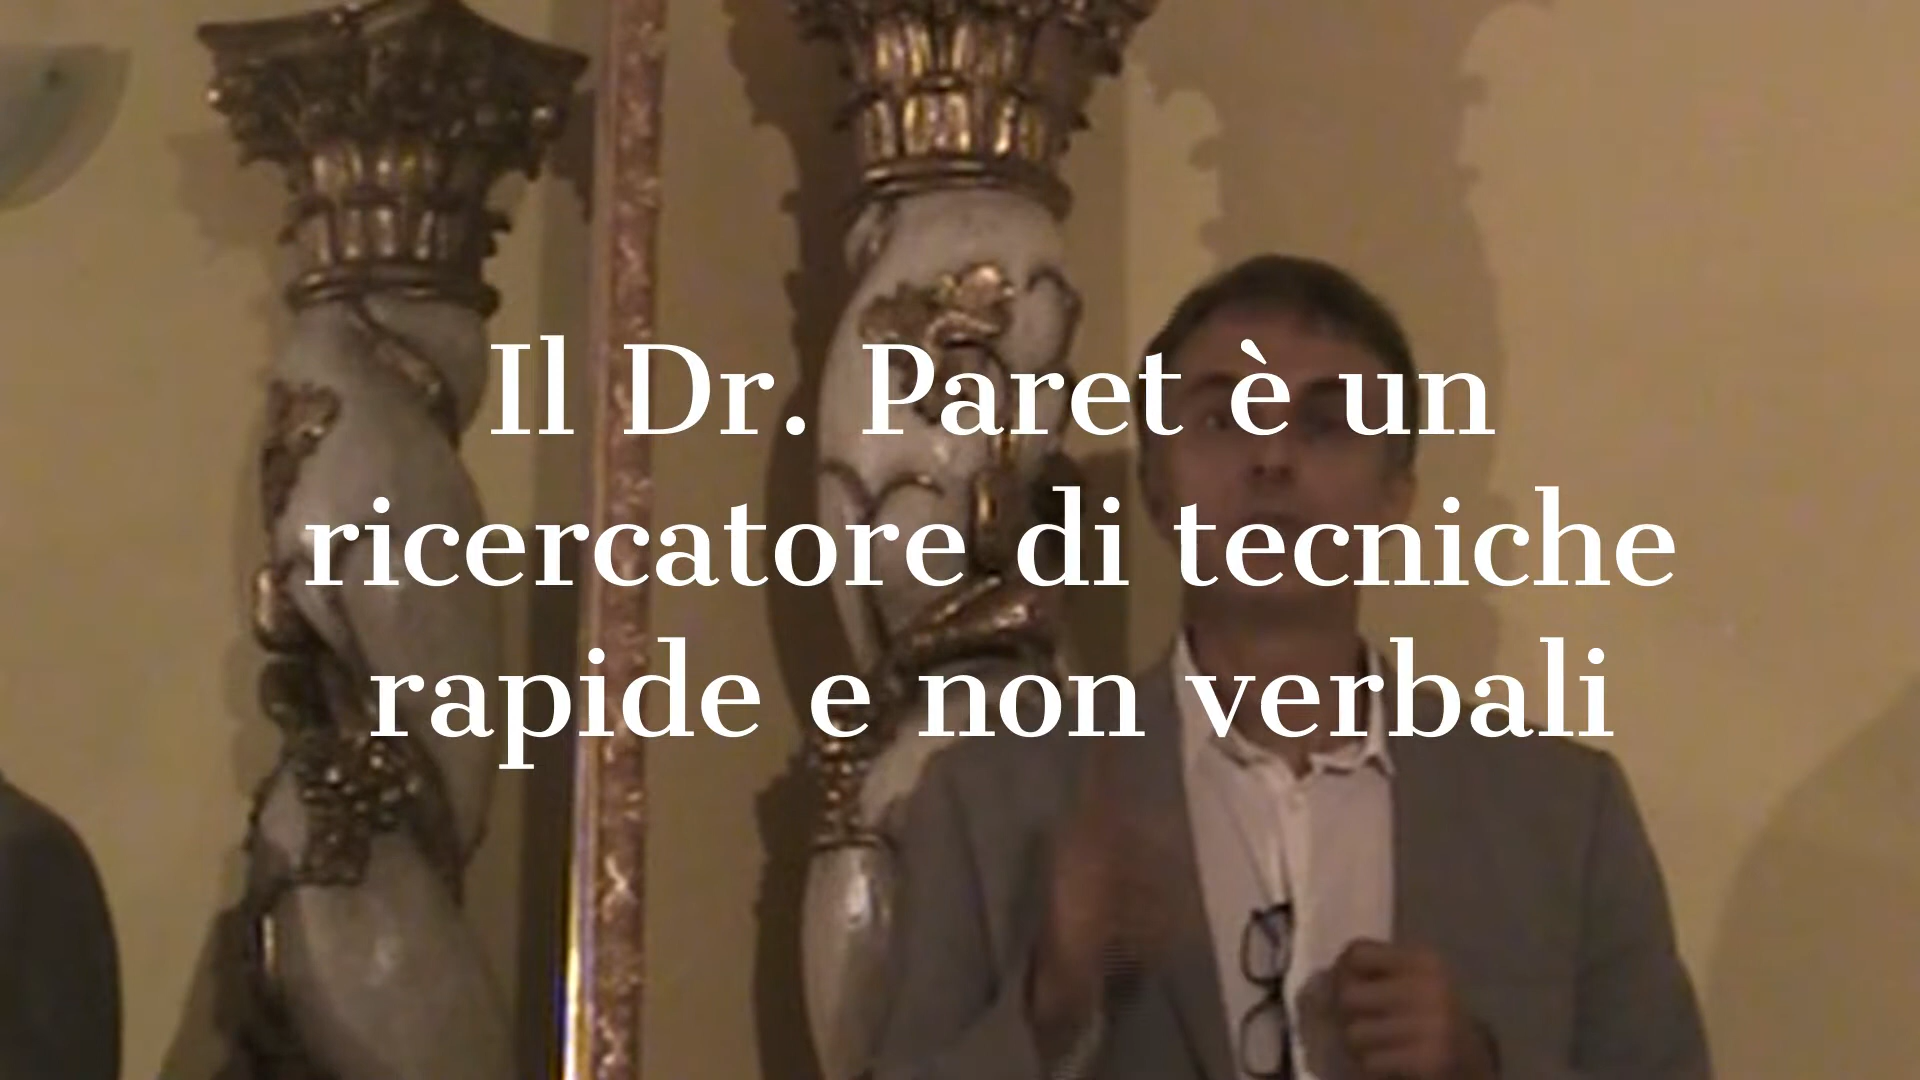 Il Dr. Paret è un
ricercatore di tecniche
rapide e non verbali